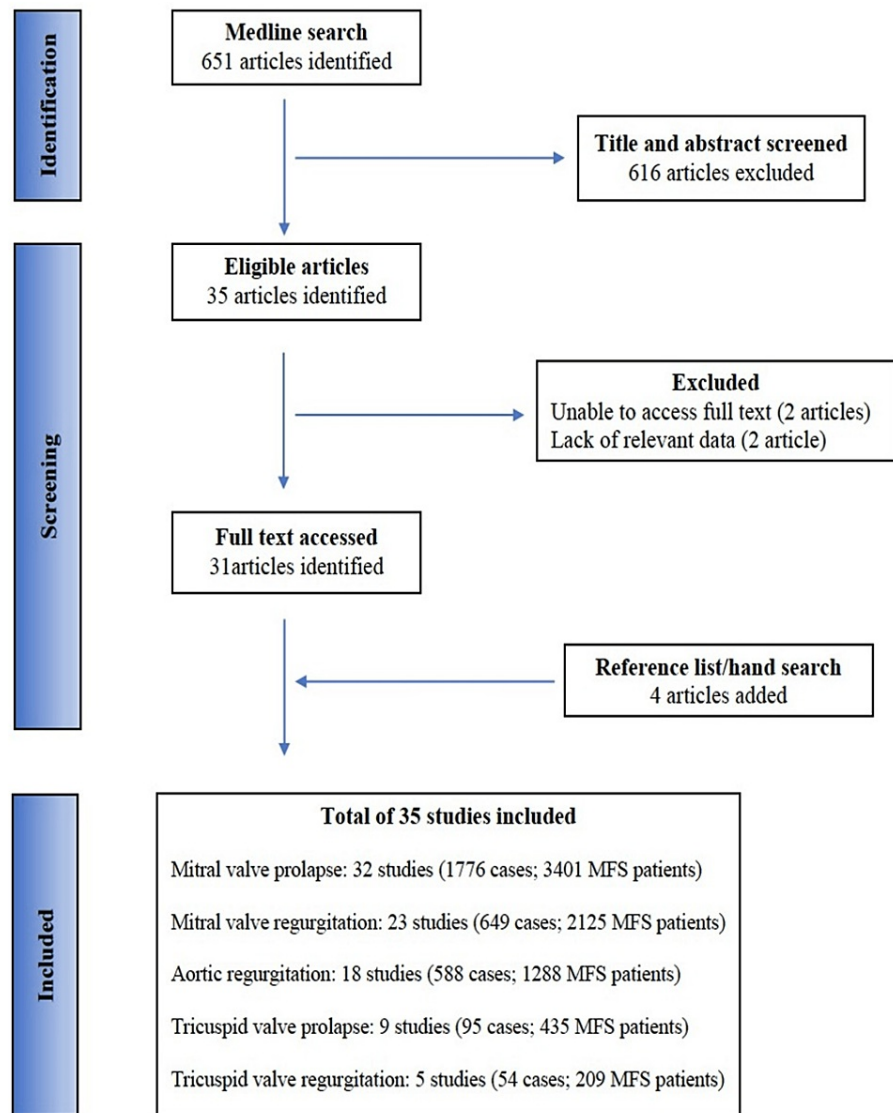 Identification
Medline search
651 articles identified
Title and abstract screened
616 articles excluded
Screening
Eligible articles
35 articles identified
Excluded
Unable to access full text (2 articles)
Lack of relevant data (2 article)
Full text accessed
31articles identified
Reference list/hand search
4 articles added
Included
Total of 35 studies included
Mitral valve prolapse: 32 studies (1776 cases; 3401 MFS patients)
Mitral valve regurgitation: 23 studies (649 cases; 2125 MFS patients)
Aortic regurgitation: 18 studies (588 cases; 1288 MFS patients)
Tricuspid valve prolapse: 9 studies (95 cases; 435 MFS patients)
Tricuspid valve regurgitation: 5 studies (54 cases; 209 MFS patients)